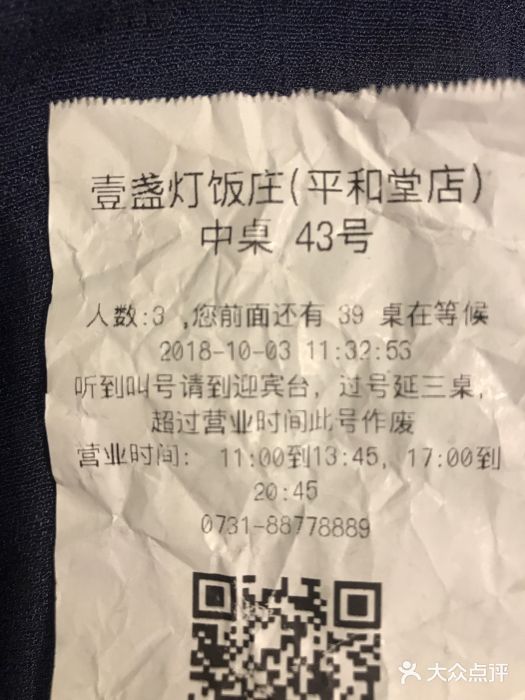 壹盏灯饭庄(平和堂店)
中桌 43号
人数:3 ,您前面还有 39 桌在等候
2018-10-03 11:32:53
听到叫号请到迎宾台, 过号延三桌,
超过营业时间此号作废
营业时间: 11:00到13:45, 17:00到
20:45
0731-88778889
大众点评